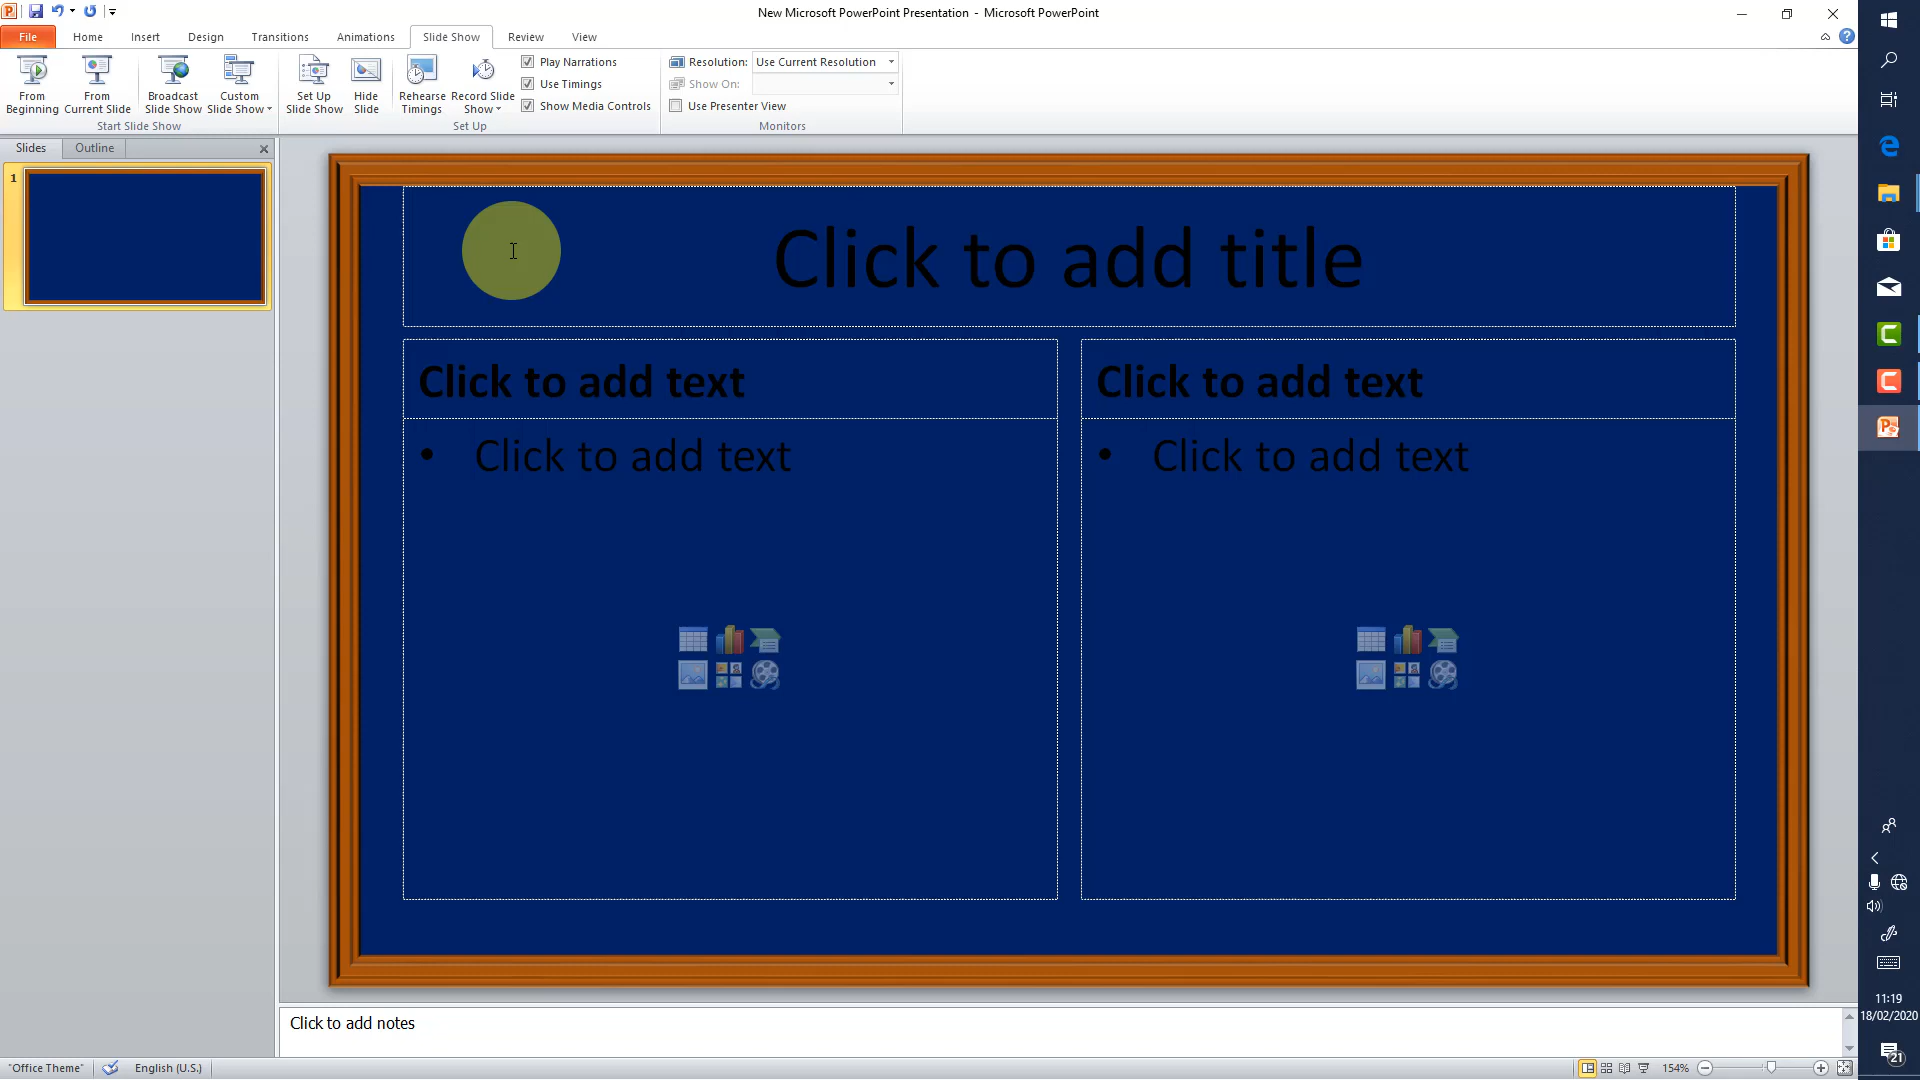 New Microsoft PowerPoint Presentation - Microsoft PowerPoint
File Home Insert Design Transitions Animations Slide Show Review View
From Beginning
From Current Slide
Broadcast Slide Show
Custom Slide Show
Start Slide Show
Set Up Slide Show
Hide Slide
Rehearse Timings
Record Slide Show
Play Narrations
Use Timings
Show Media Controls
Set Up
Resolution: Use Current Resolution
Show On:
Use Presenter View
Monitors
Slides Outline
1
Click to add title
Click to add text
• Click to add text
Click to add text
• Click to add text
Click to add notes
"Office Theme" English (U.S.) 154%
11:19
18/02/2020
21